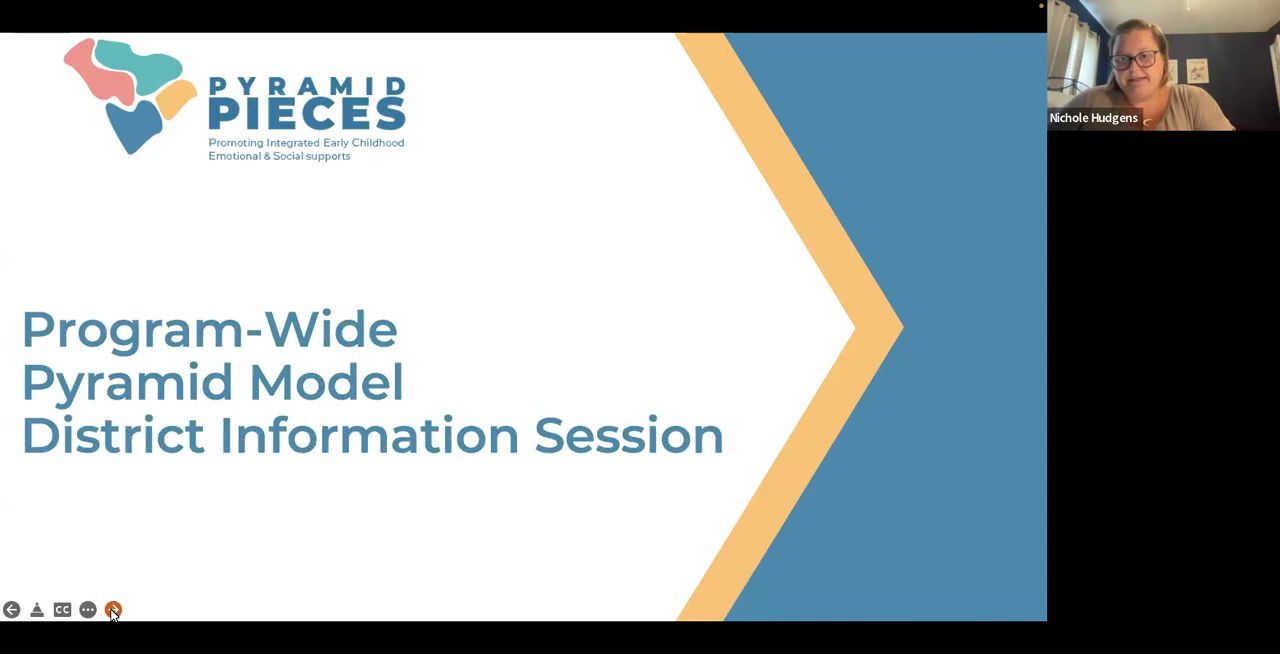 PYRAMID
PIECES
Promoting Integrated Early Childhood
Emotional & Social supports
Nichole Hudgens
Program-Wide
Pyramid Model
District Information Session
CC